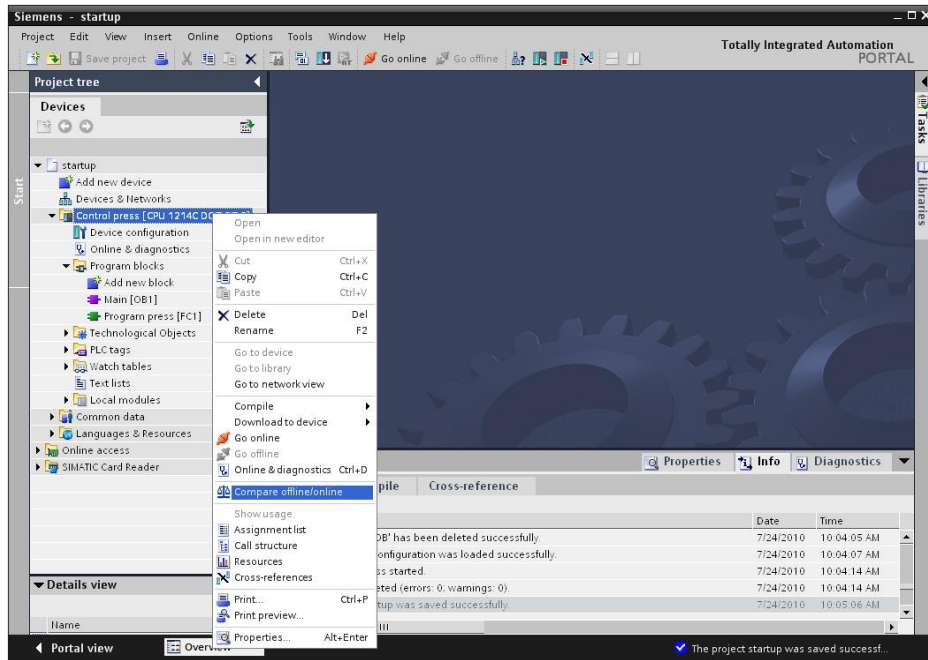 Siemens - startup
Project Edit View Insert Online Options Tools Window Help
Totally Integrated Automation
PORTAL
Save project Go online Go offline
Project tree
Devices
Start
startup
Add new device
Devices & Networks
Control press [CPU 1214C DC
Device configuration
Online & diagnostics
Program blocks
Add new block
Main [OB1]
Program press [FC1]
Technological Objects
PLC tags
Watch tables
Text lists
Local modules
Common data
Languages & Resources
Online access
SIMATIC Card Reader
Details view
Name
Open
Open in new editor
Cut Ctrl+X
Copy Ctrl+C
Paste Ctrl+V
Delete Del
Rename F2
Go to device
Go to library
Go to network view
Compile
Download to device
Go online
Go offline
Online & diagnostics Ctrl+D
Compare offline/online
Show usage
Assignment list
Call structure
Resources
Cross-references
Print... Ctrl+P
Print preview...
Properties... Alt+Enter
Tasks
Libraries
Properties Info Diagnostics
pile Cross-reference
Date Time
DB' has been deleted successfully. 7/24/2010 10:04:05 AM
onfiguration was loaded successfully. 7/24/2010 10:04:07 AM
ss started. 7/24/2010 10:04:14 AM
eted (errors: 0; warnings: 0). 7/24/2010 10:04:14 AM
tup was saved successfully. 7/24/2010 10:05:06 AM
Portal view Overview The project startup was saved successf...